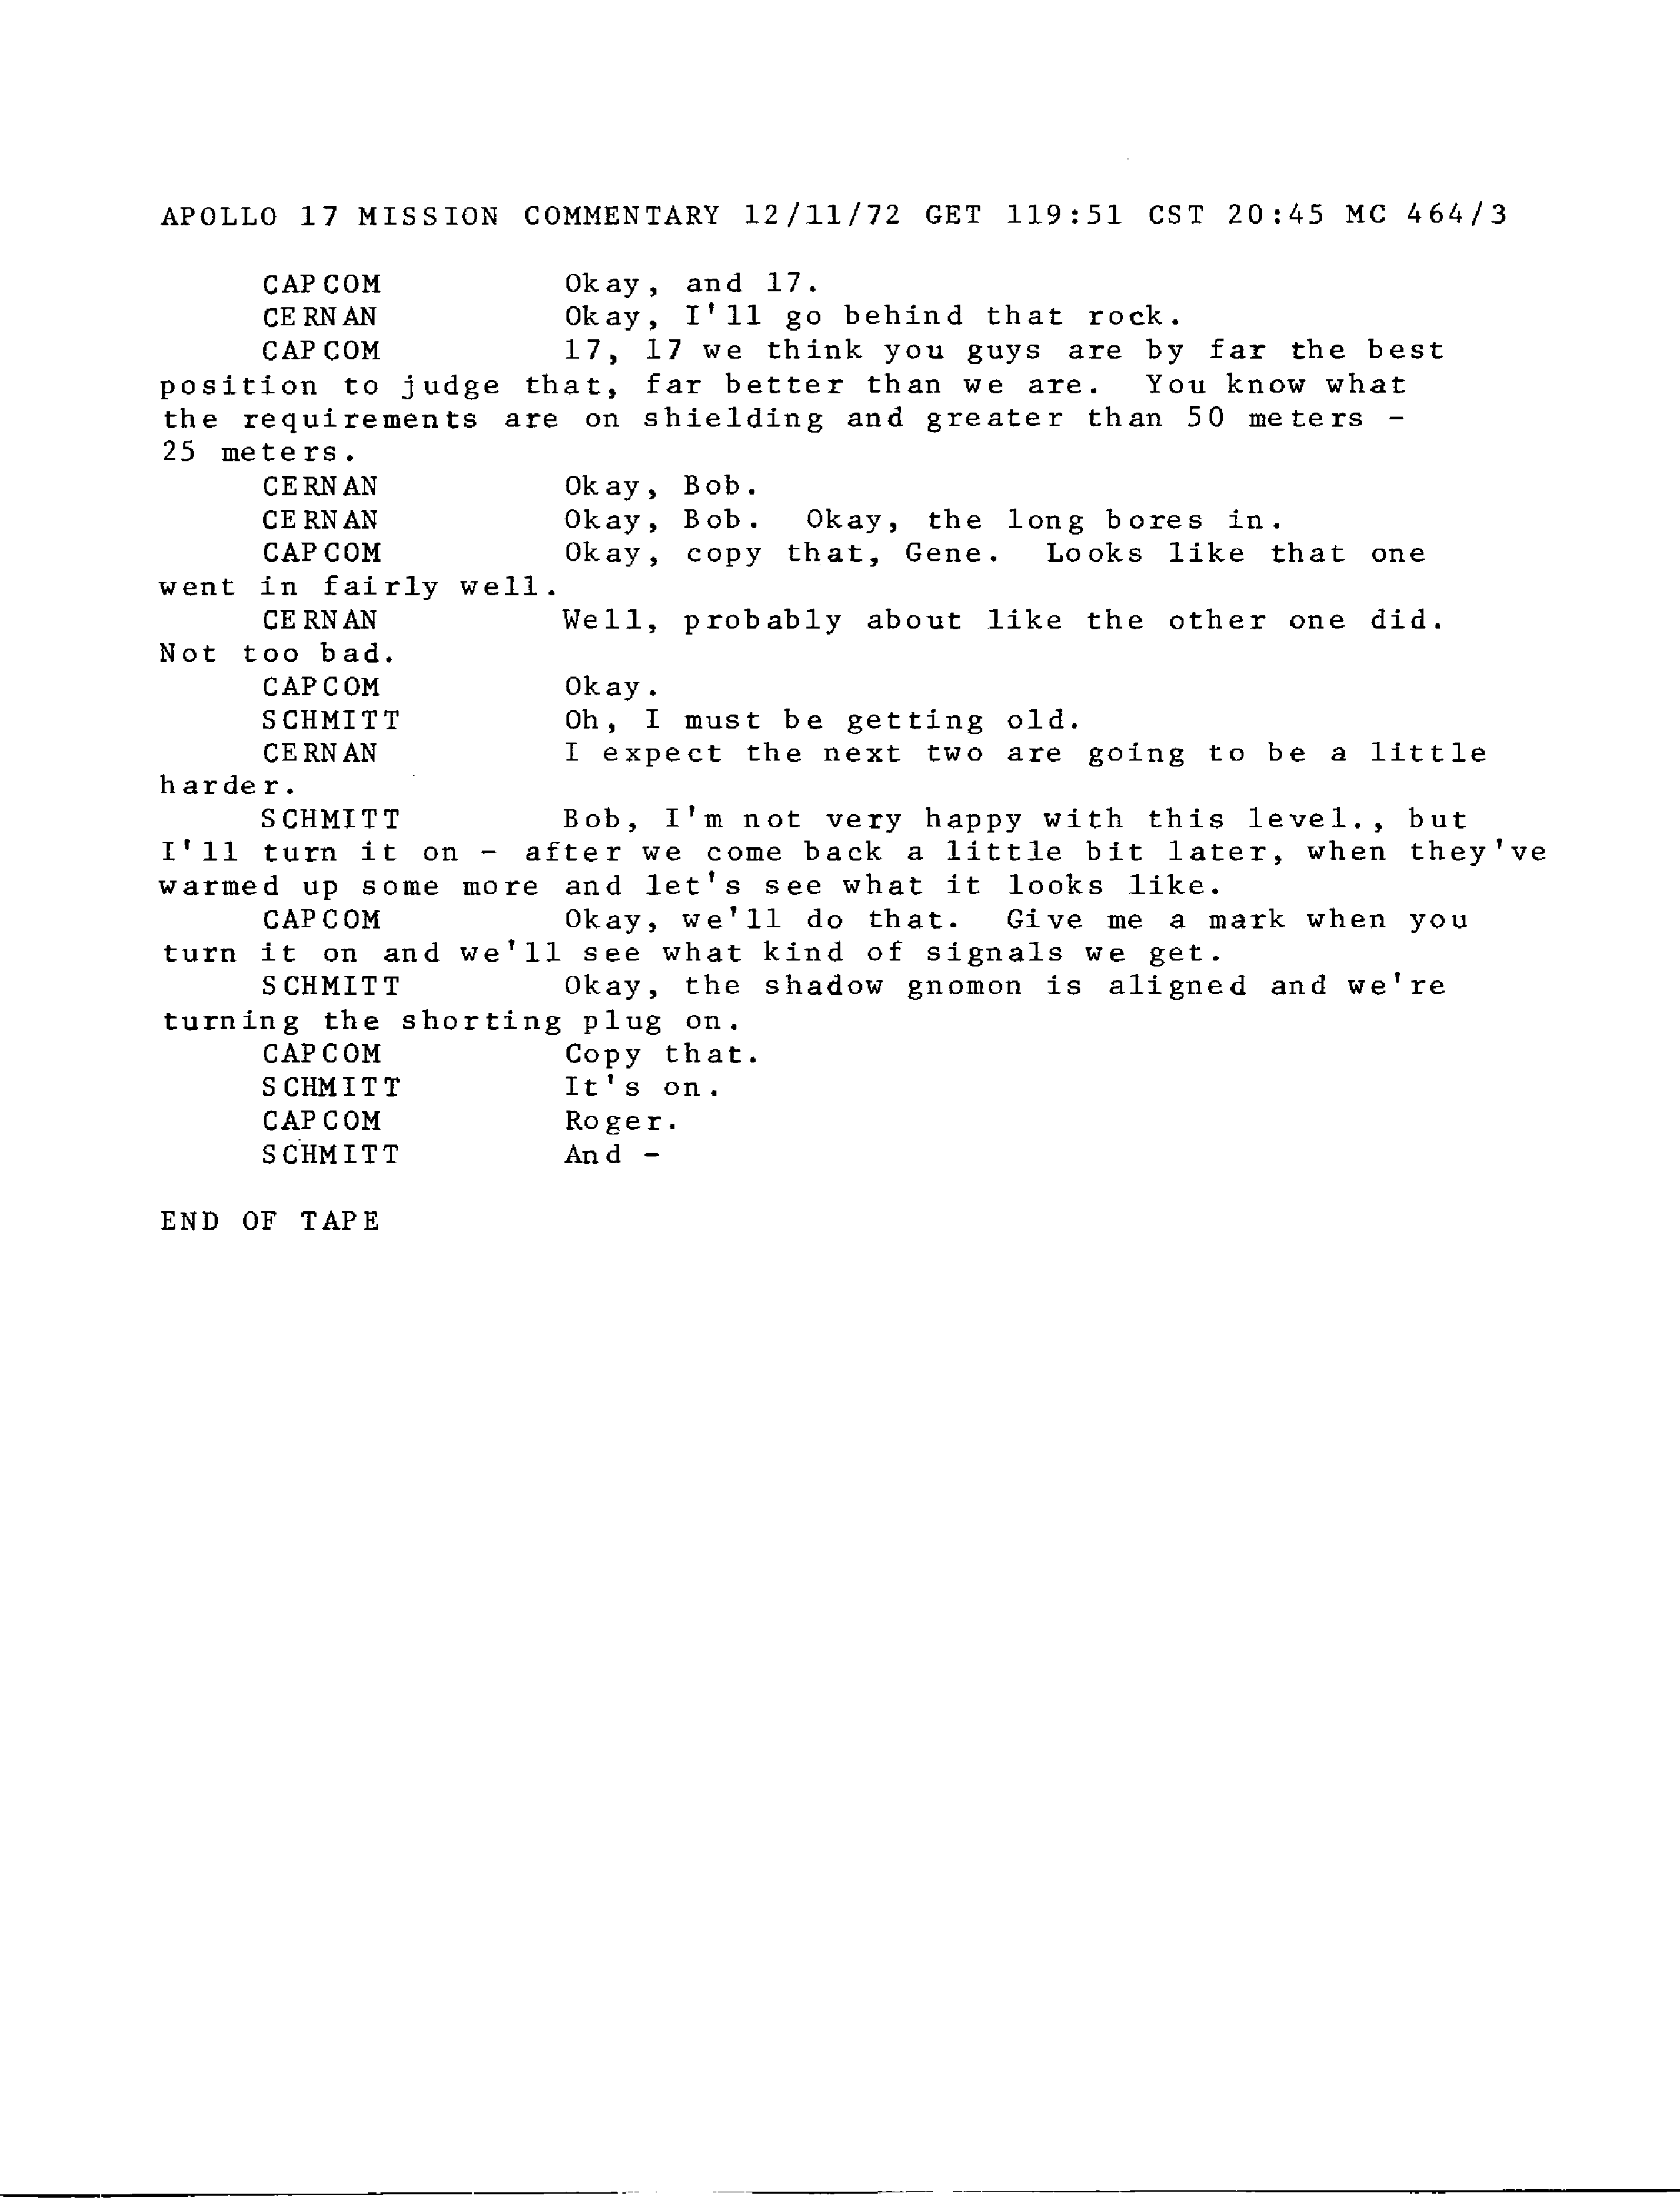 APOLLO 17 MISSION COMMENTARY 12/11/72 GET 119:51 CST 20:45 MC 464/3
CAPCOM Okay, and 17.
CERNAN Okay, I'll go behind that rock.
CAPCOM 17, 17 we think you guys are by far the best
position to judge that, far better than we are. You know what
the requirements are on shielding and greater than 50 meters -
25 meters.
CERNAN Okay, Bob.
CERNAN Okay, Bob. Okay, the long bores in.
CAPCOM Okay, copy that, Gene. Looks like that one
went in fairly well.
CERNAN Well, probably about like the other one did.
Not too bad.
CAPCOM Okay.
SCHMITT Oh, I must be getting old.
CERNAN I expect the next two are going to be a little
harder.
SCHMITT Bob, I'm not very happy with this level., but
I'll turn it on - after we come back a little bit later, when they've
warmed up some more and let's see what it looks like.
CAPCOM Okay, we'll do that. Give me a mark when you
turn it on and we'll see what kind of signals we get.
SCHMITT Okay, the shadow gnomon is aligned and we're
turning the shorting plug on.
CAPCOM Copy that.
SCHMITT It's on.
CAPCOM Roger.
SCHMITT And -
END OF TAPE